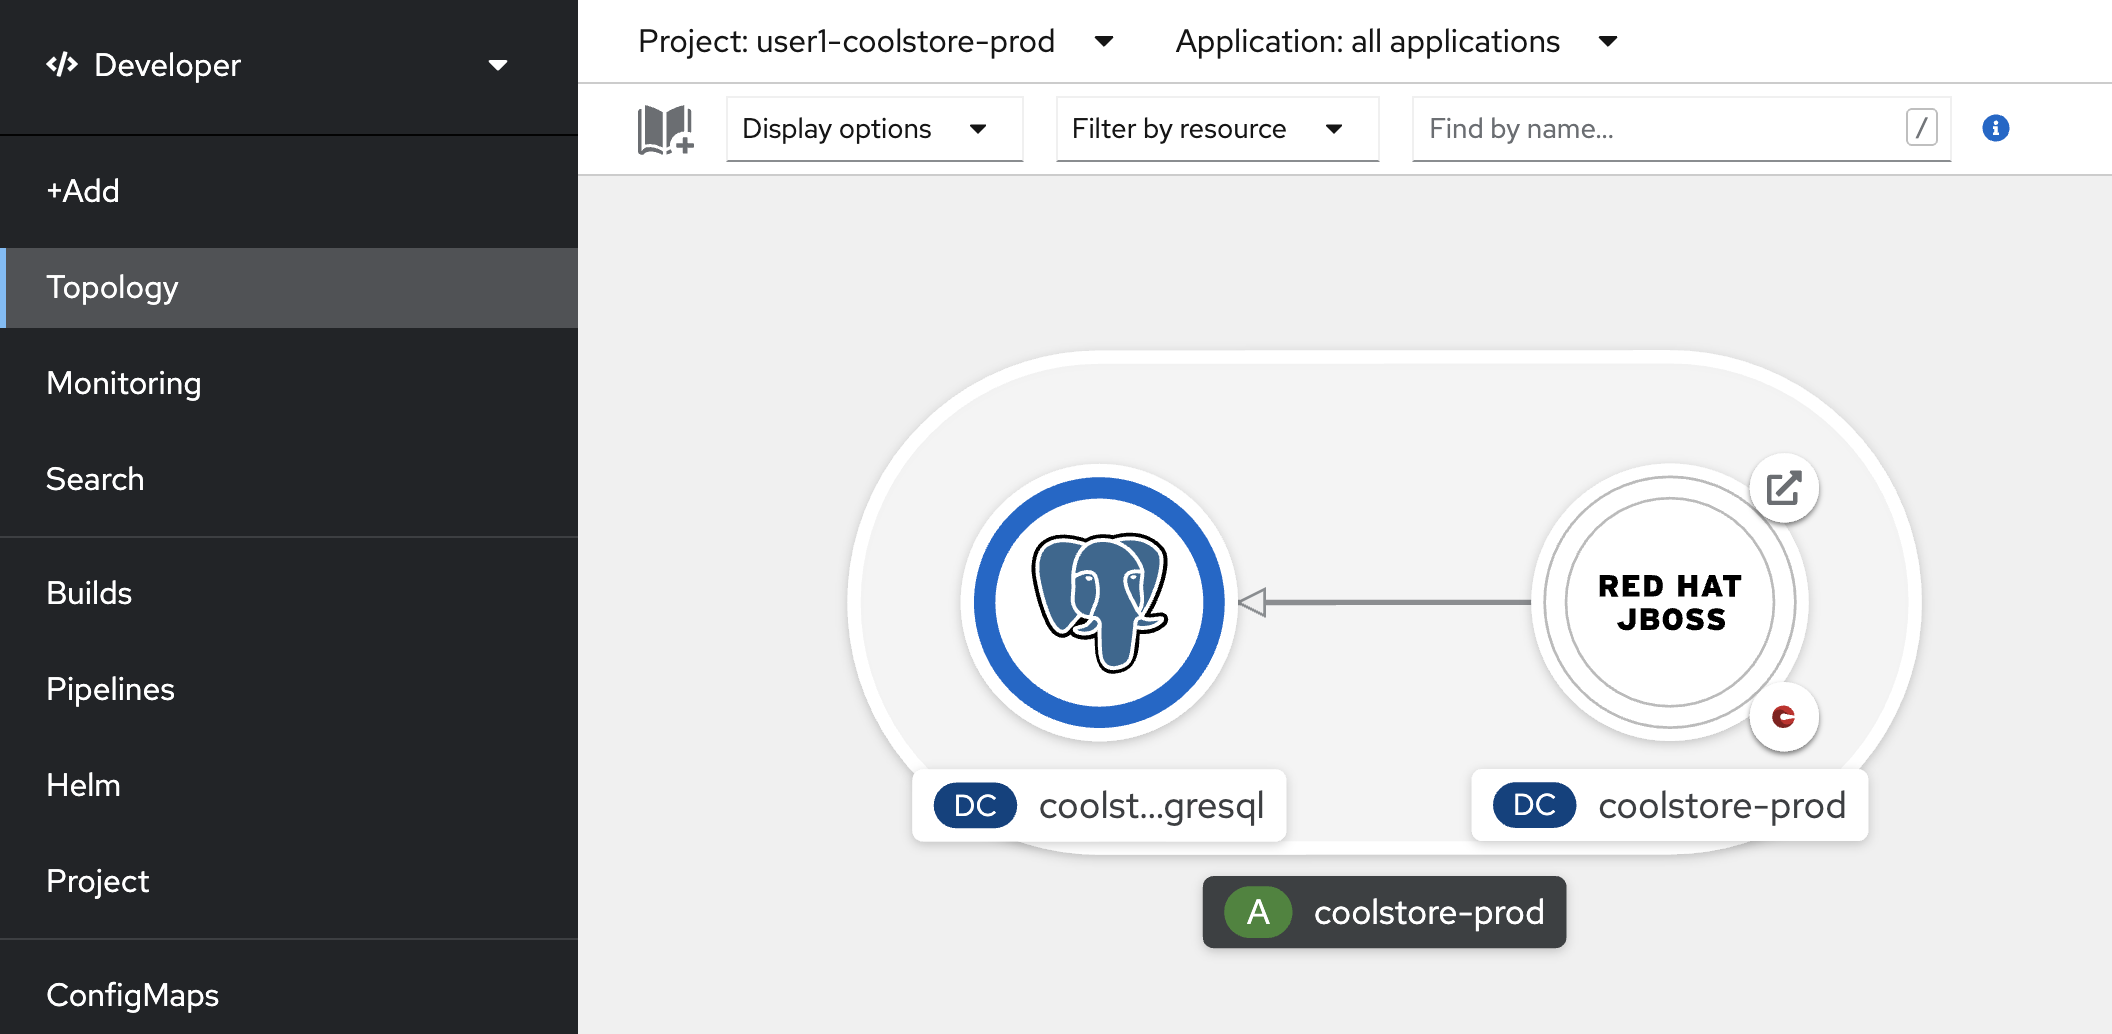 Developer
+Add
Topology
Monitoring
Search
Builds
Pipelines
Helm
Project
ConfigMaps
Project: user1-coolstore-prod
Application: all applications
Display options
Filter by resource
Find by name...
/
RED HAT
JBOSS
DC coolst...gresql
DC coolstore-prod
A coolstore-prod